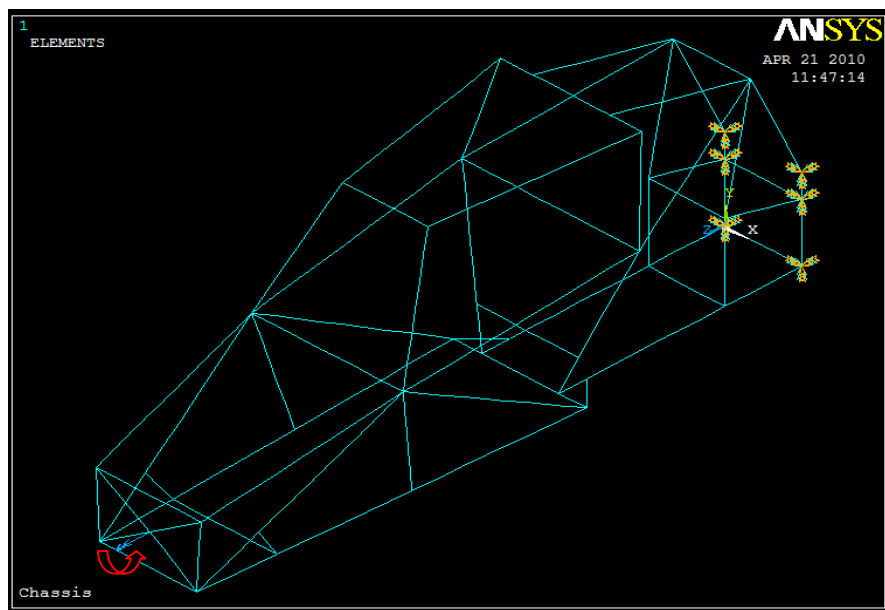 1
ELEMENTS
ANSYS
APR 21 2010
11:47:14
Y
Z X
Chassis